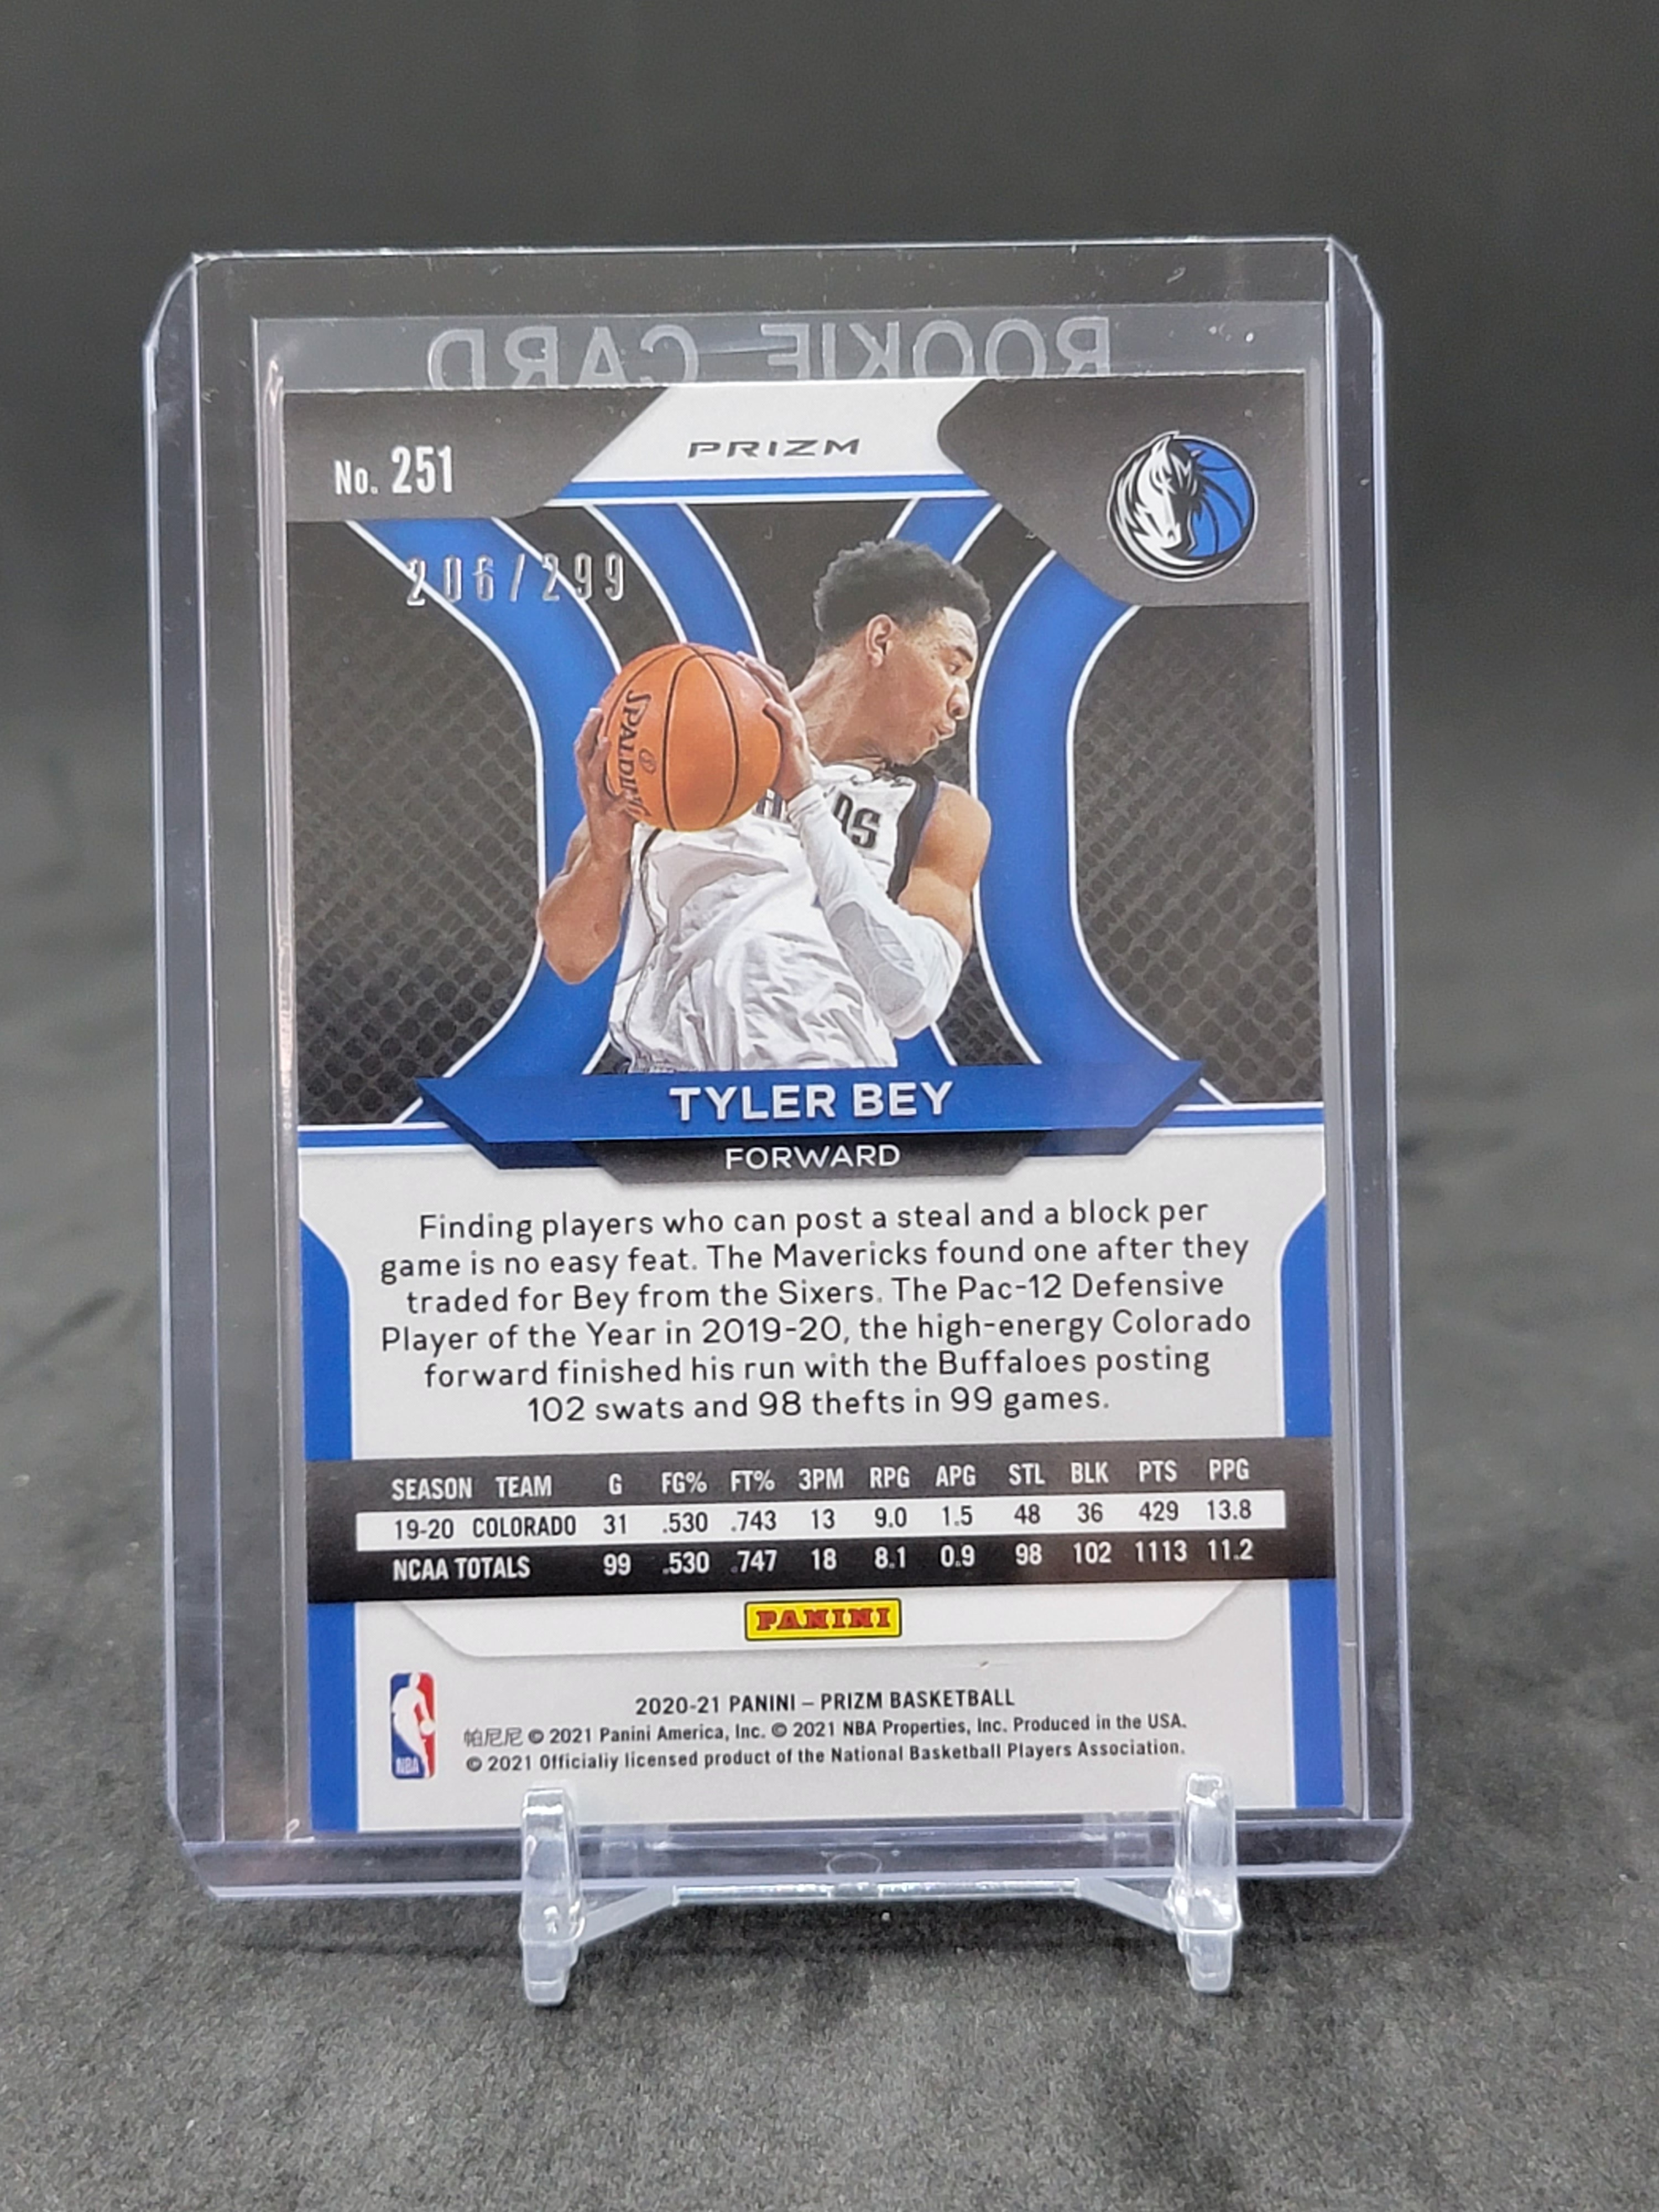 ROOKIE CARD
No. 251
PRIZM
206/299
SPALDING
TYLER BEY
FORWARD
Finding players who can post a steal and a block per
game is no easy feat. The Mavericks found one after they
traded for Bey from the Sixers. The Pac-12 Defensive
Player of the Year in 2019-20, the high-energy Colorado
forward finished his run with the Buffaloes posting
102 swats and 98 thefts in 99 games.
SEASON TEAM G FG% FT% 3PM RPG APG STL BLK PTS PPG
19-20 COLORADO 31 .530 .743 13 9.0 1.5 48 36 429 13.8
NCAA TOTALS 99 .530 .747 18 8.1 0.9 98 102 1113 11.2
PANINI
2020-21 PANINI – PRIZM BASKETBALL
帕尼尼 © 2021 Panini America, Inc. © 2021 NBA Properties, Inc. Produced in the USA.
© 2021 Officially licensed product of the National Basketball Players Association.
NBA